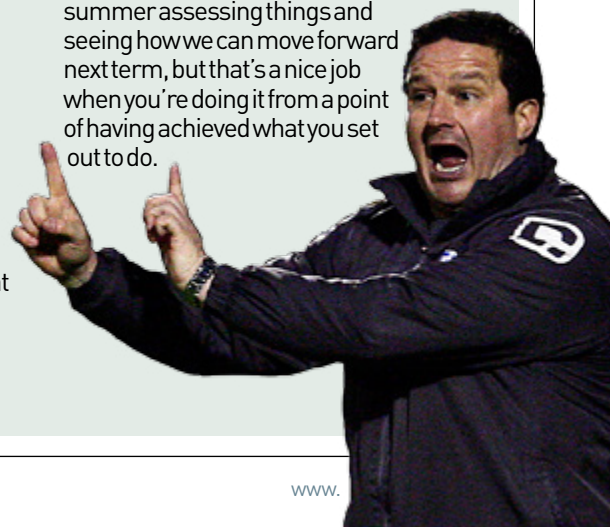 summer assessing things and
seeing how we can move forward
next term, but that's a nice job
when you're doing it from a point
of having achieved what you set
out to do.
www.